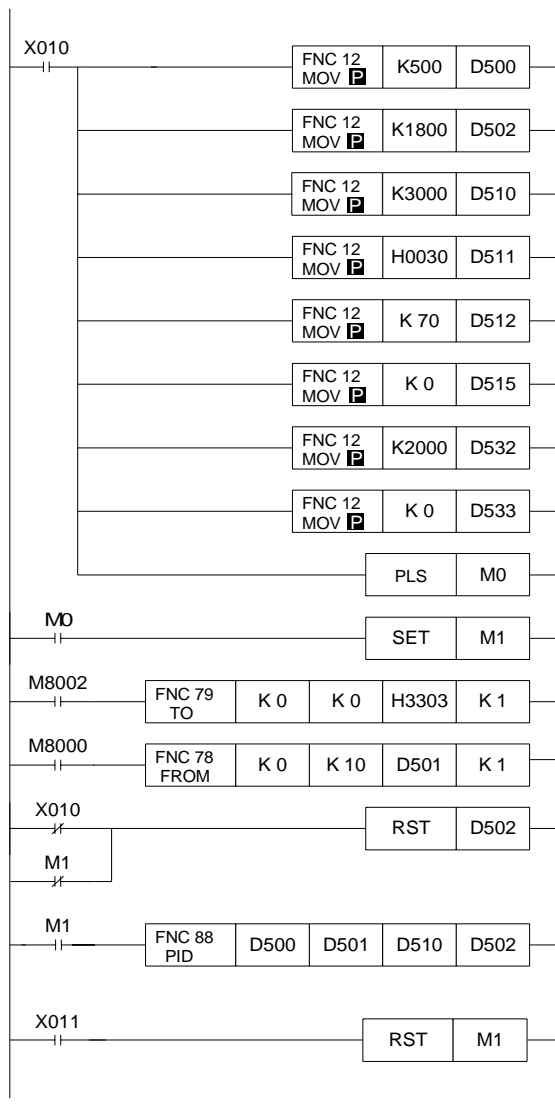 X010
FNC 12 K500 D500
MOV P
FNC 12 K1800 D502
MOV P
FNC 12 K3000 D510
MOV P
FNC 12 H0030 D511
MOV P
FNC 12 K 70 D512
MOV P
FNC 12 K 0 D515
MOV P
FNC 12 K2000 D532
MOV P
FNC 12 K 0 D533
MOV P
PLS M0
M0
SET M1
M8002
FNC 79 K 0 K 0 H3303 K 1
TO
M8000
FNC 78 K 0 K 10 D501 K 1
FROM
X010
RST D502
M1
M1
FNC 88 D500 D501 D510 D502
PID
X011
RST M1